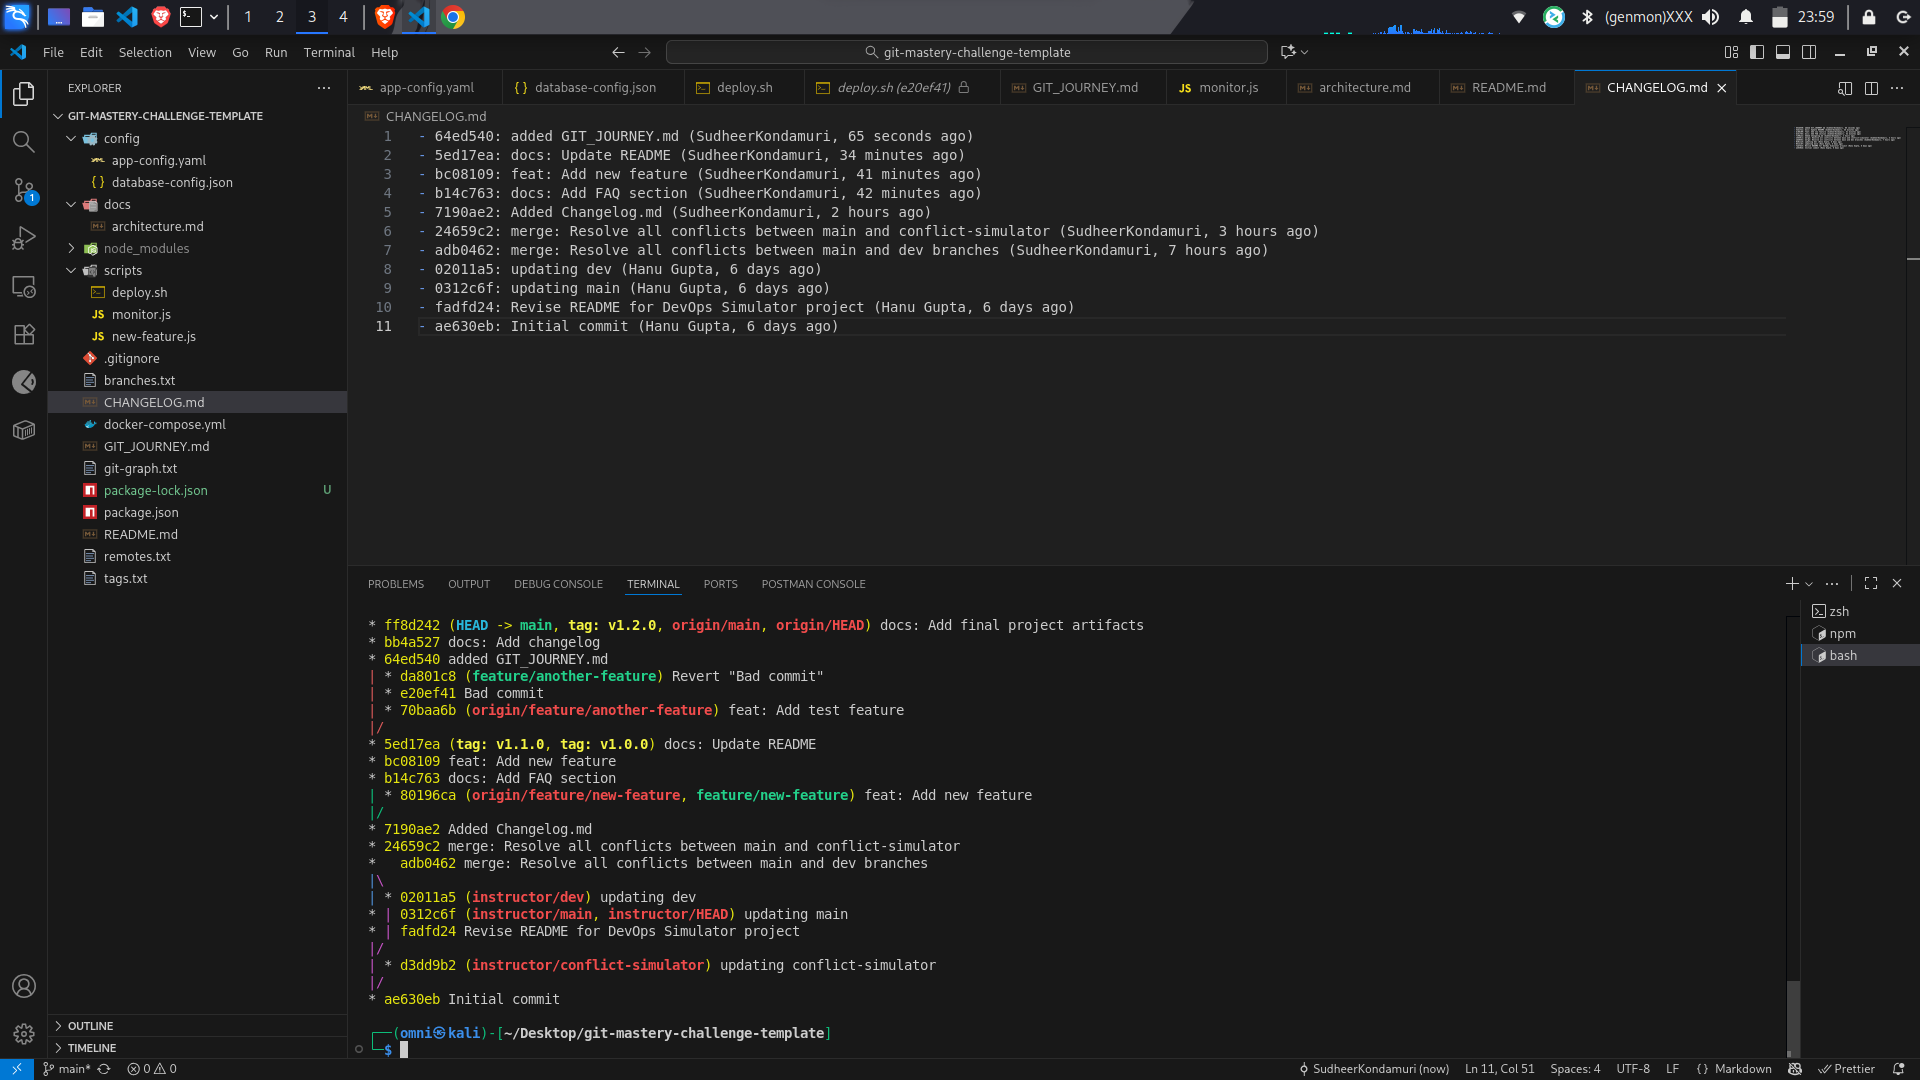 1 2 3 4 (genmon)XXX 23:59
File Edit Selection View Go Run Terminal Help git-mastery-challenge-template
EXPLORER
GIT-MASTERY-CHALLENGE-TEMPLATE
config
app-config.yaml
database-config.json
docs
architecture.md
node_modules
scripts
deploy.sh
monitor.js
new-feature.js
.gitignore
branches.txt
CHANGELOG.md
docker-compose.yml
GIT_JOURNEY.md
git-graph.txt
package-lock.json U
package.json
README.md
remotes.txt
tags.txt
OUTLINE
TIMELINE
app-config.yaml database-config.json deploy.sh deploy.sh (e20ef41) GIT_JOURNEY.md monitor.js architecture.md README.md CHANGELOG.md
CHANGELOG.md
1 - 64ed540: added GIT_JOURNEY.md (SudheerKondamuri, 65 seconds ago)
2 - 5ed17ea: docs: Update README (SudheerKondamuri, 34 minutes ago)
3 - bc08109: feat: Add new feature (SudheerKondamuri, 41 minutes ago)
4 - b14c763: docs: Add FAQ section (SudheerKondamuri, 42 minutes ago)
5 - 7190ae2: Added Changelog.md (SudheerKondamuri, 2 hours ago)
6 - 24659c2: merge: Resolve all conflicts between main and conflict-simulator (SudheerKondamuri, 3 hours ago)
7 - adb0462: merge: Resolve all conflicts between main and dev branches (SudheerKondamuri, 7 hours ago)
8 - 02011a5: updating dev (Hanu Gupta, 6 days ago)
9 - 0312c6f: updating main (Hanu Gupta, 6 days ago)
10 - fadfd24: Revise README for DevOps Simulator project (Hanu Gupta, 6 days ago)
11 - ae630eb: Initial commit (Hanu Gupta, 6 days ago)
PROBLEMS OUTPUT DEBUG CONSOLE TERMINAL PORTS POSTMAN CONSOLE
zsh
npm
bash
* ff8d242 (HEAD -> main, tag: v1.2.0, origin/main, origin/HEAD) docs: Add final project artifacts
* bb4a527 docs: Add changelog
* 64ed540 added GIT_JOURNEY.md
| * da801c8 (feature/another-feature) Revert "Bad commit"
| * e20ef41 Bad commit
| * 70baa6b (origin/feature/another-feature) feat: Add test feature
|/
* 5ed17ea (tag: v1.1.0, tag: v1.0.0) docs: Update README
* bc08109 feat: Add new feature
* b14c763 docs: Add FAQ section
| * 80196ca (origin/feature/new-feature, feature/new-feature) feat: Add new feature
|/
* 7190ae2 Added Changelog.md
* 24659c2 merge: Resolve all conflicts between main and conflict-simulator
*   adb0462 merge: Resolve all conflicts between main and dev branches
|\
| * 02011a5 (instructor/dev) updating dev
* | 0312c6f (instructor/main, instructor/HEAD) updating main
* | fadfd24 Revise README for DevOps Simulator project
|/
| * d3dd9b2 (instructor/conflict-simulator) updating conflict-simulator
|/
* ae630eb Initial commit
┌──(omni㉿kali)-[~/Desktop/git-mastery-challenge-template]
└─$
main* 0 0 SudheerKondamuri (now) Ln 11, Col 51 Spaces: 4 UTF-8 LF {} Markdown Prettier